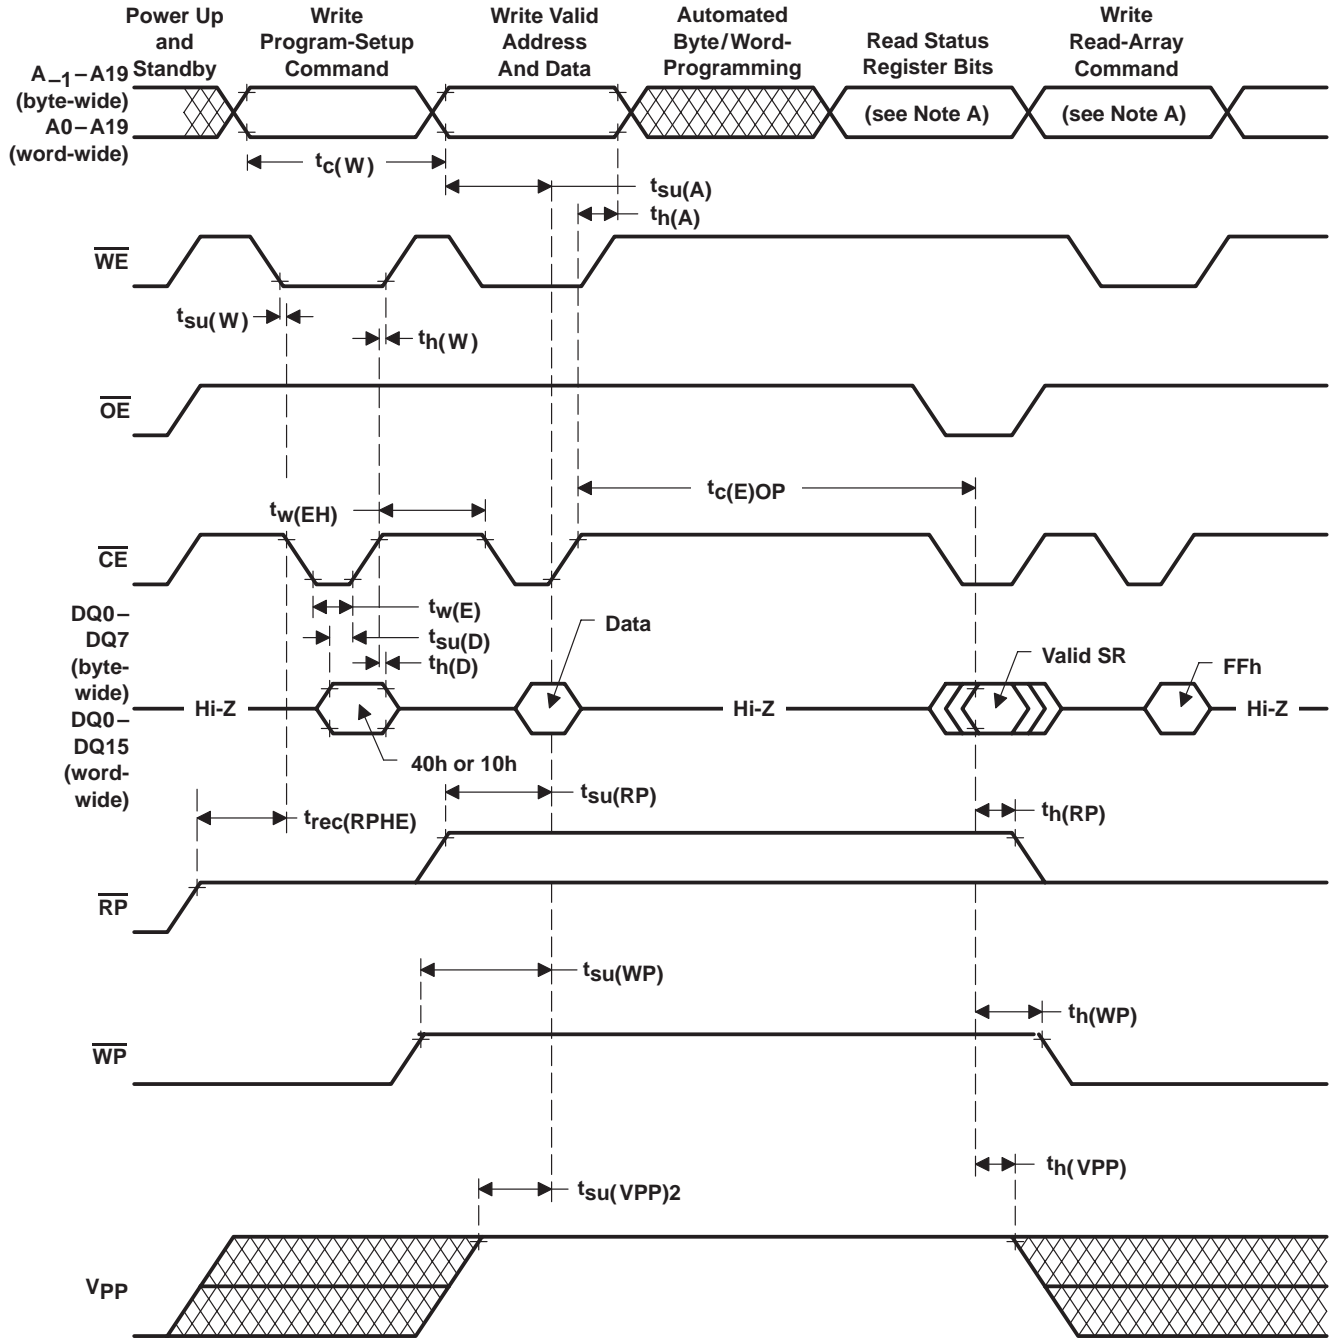 Power Up
and
Standby
Write
Program-Setup
Command
Write Valid
Address
And Data
Automated
Byte/Word-
Programming
Read Status
Register Bits
Write
Read-Array
Command
A–1–A19
(byte-wide)
A0–A19
(word-wide)
(see Note A)
(see Note A)
tc(W)
tsu(A)
th(A)
WE
tsu(W)
th(W)
OE
tc(E)OP
tw(EH)
CE
tw(E)
tsu(D)
th(D)
DQ0–
DQ7
(byte-
wide)
DQ0–
DQ15
(word-
wide)
Data
Valid SR
FFh
Hi-Z
Hi-Z
Hi-Z
40h or 10h
tsu(RP)
trec(RPHE)
th(RP)
RP
tsu(WP)
th(WP)
WP
th(VPP)
tsu(VPP)2
VPP